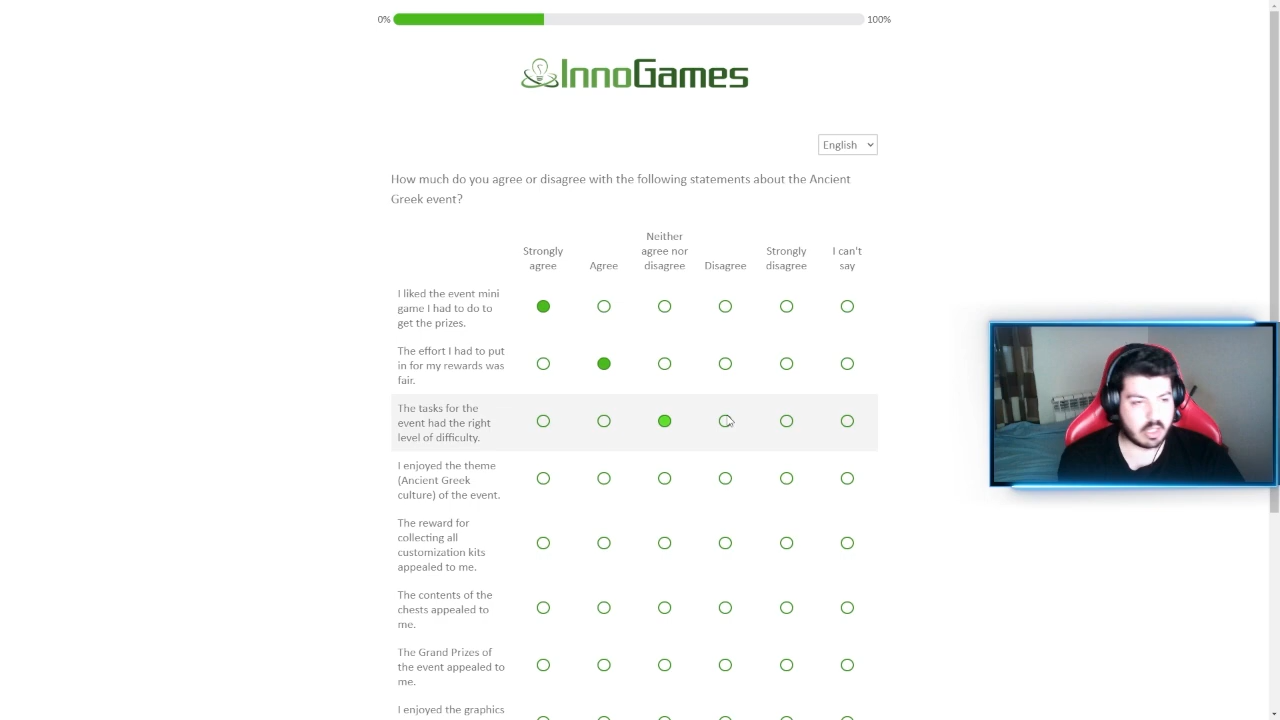 0%
100%
InnoGames
English
How much do you agree or disagree with the following statements about the Ancient
Greek event?
Strongly
agree
Agree
Neither
agree nor
disagree
Disagree
Strongly
disagree
I can't
say
I liked the event mini
game I had to do to
get the prizes.
The effort I had to put
in for my rewards was
fair.
The tasks for the
event had the right
level of difficulty.
I enjoyed the theme
(Ancient Greek
culture) of the event.
The reward for
collecting all
customization kits
appealed to me.
The contents of the
chests appealed to
me.
The Grand Prizes of
the event appealed to
me.
I enjoyed the graphics